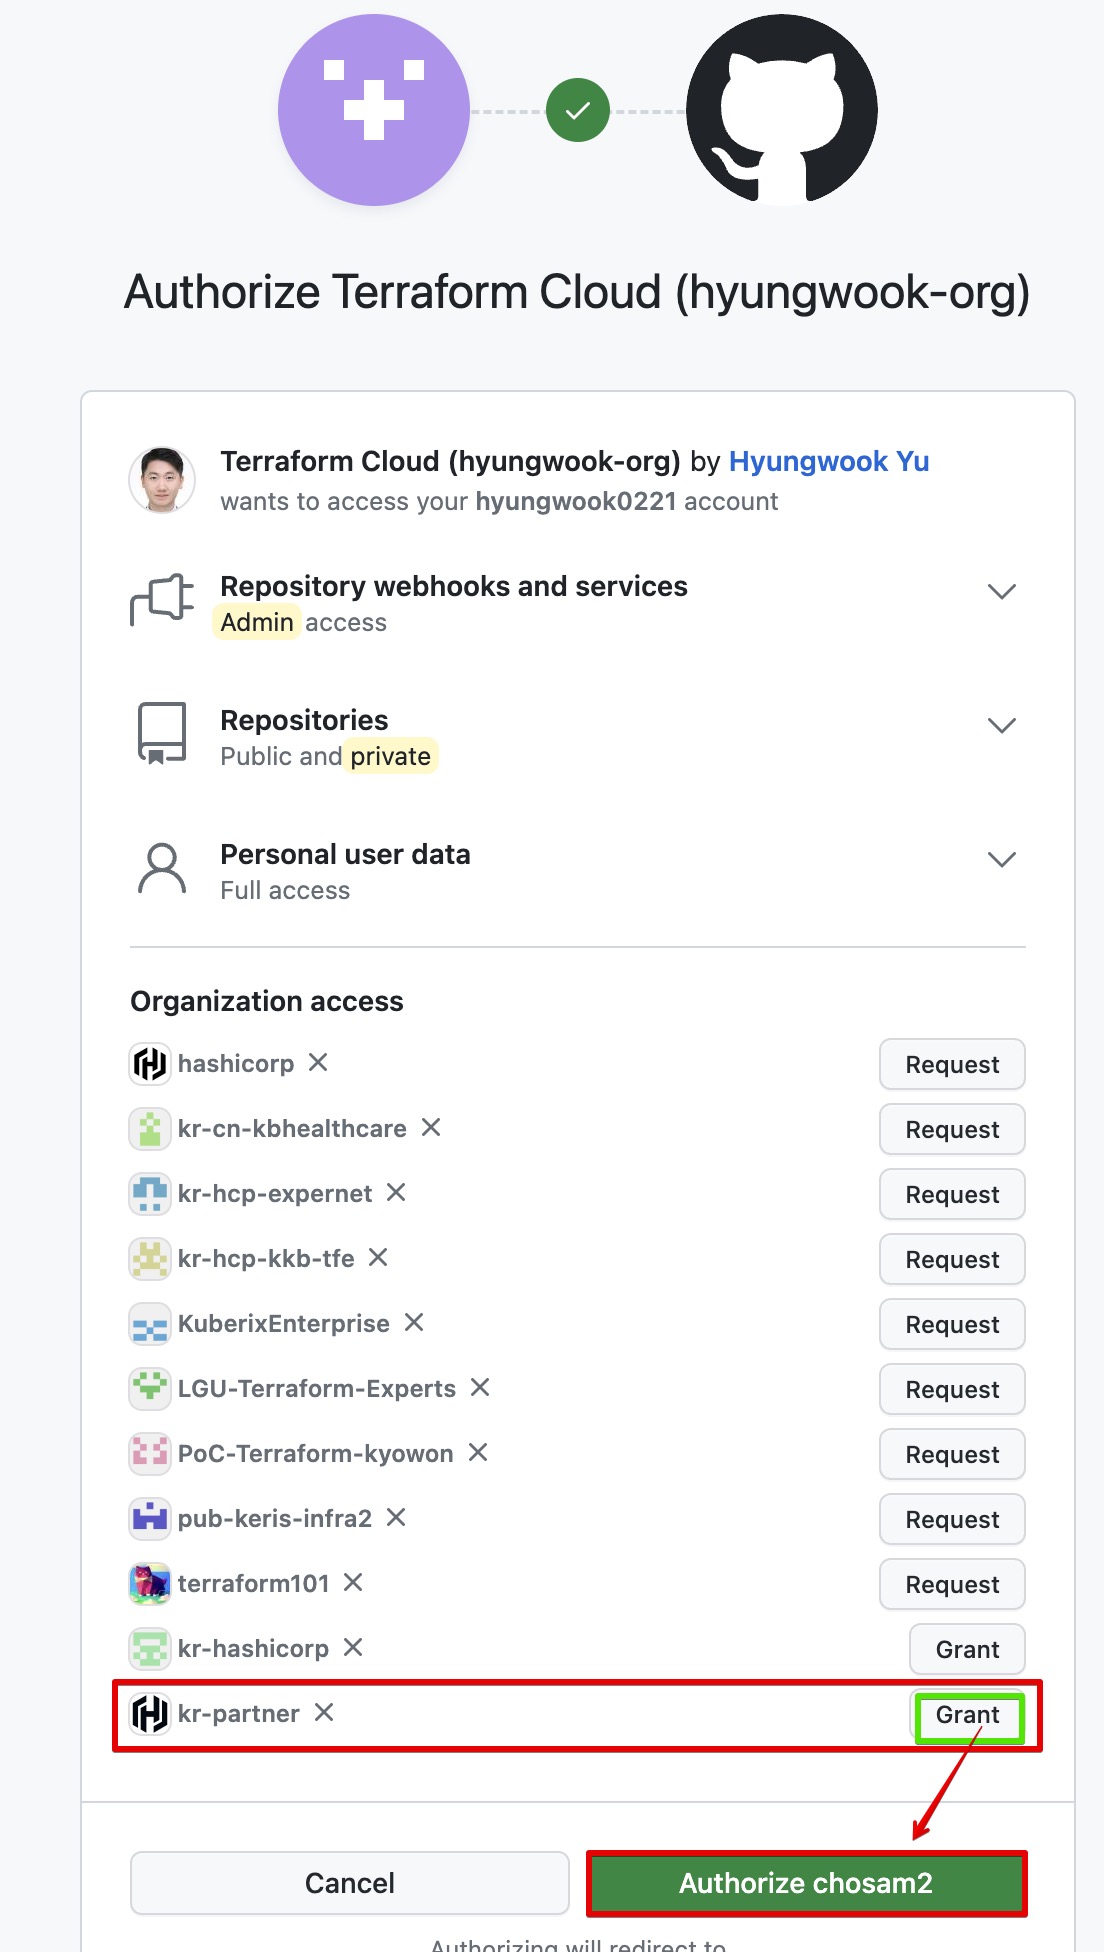 Authorize Terraform Cloud (hyungwook-org)
Terraform Cloud (hyungwook-org) by Hyungwook Yu
wants to access your hyungwook0221 account
Repository webhooks and services
Admin access
Repositories
Public and private
Personal user data
Full access
Organization access
hashicorp Request
kr-cn-kbhealthcare Request
kr-hcp-expernet Request
kr-hcp-kkb-tfe Request
KuberixEnterprise Request
LGU-Terraform-Experts Request
PoC-Terraform-kyowon Request
pub-keris-infra2 Request
terraform101 Request
kr-hashicorp Grant
kr-partner Grant
Cancel Authorize chosam2
Authorizing will redirect to